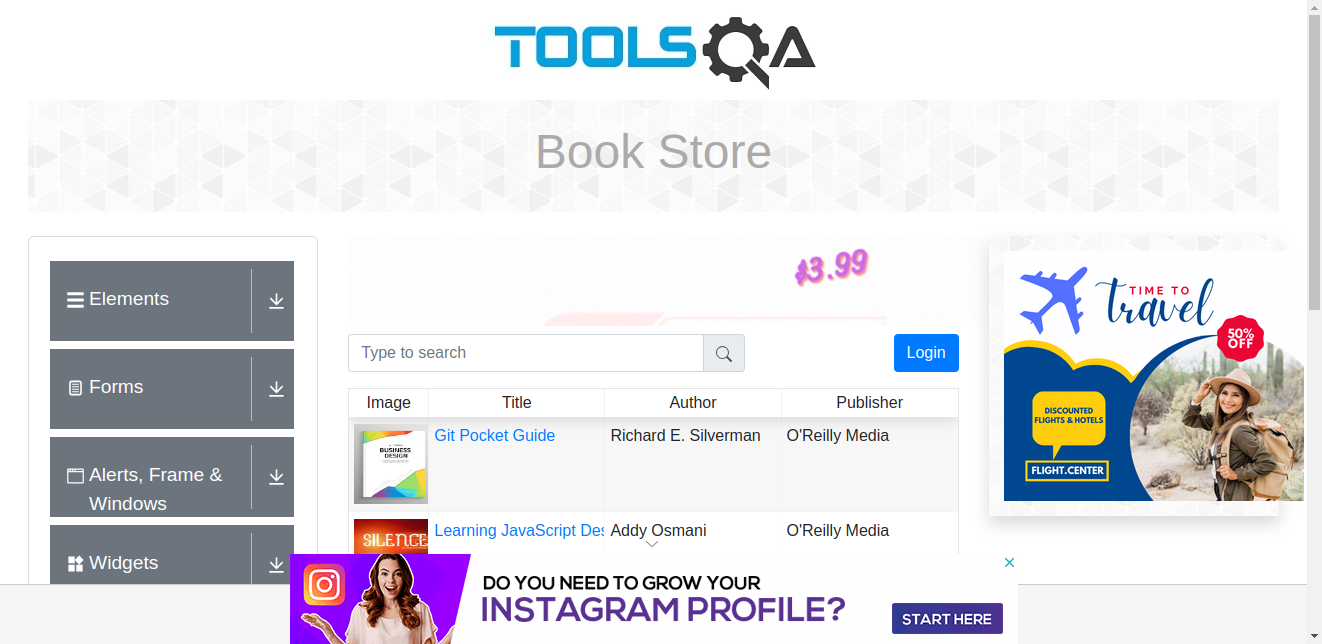 TOOLSQA
Book Store
Elements
Forms
Alerts, Frame &
Windows
Widgets
$3.99
Type to search
Login
Image Title Author Publisher
BUSINESS
DESIGN
Git Pocket Guide Richard E. Silverman O'Reilly Media
SILENCE
Learning JavaScript Des Addy Osmani O'Reilly Media
TIME TO
travel
50%
OFF
DISCOUNTED
FLIGHTS & HOTELS
FLIGHT.CENTER
DO YOU NEED TO GROW YOUR
INSTAGRAM PROFILE?
START HERE